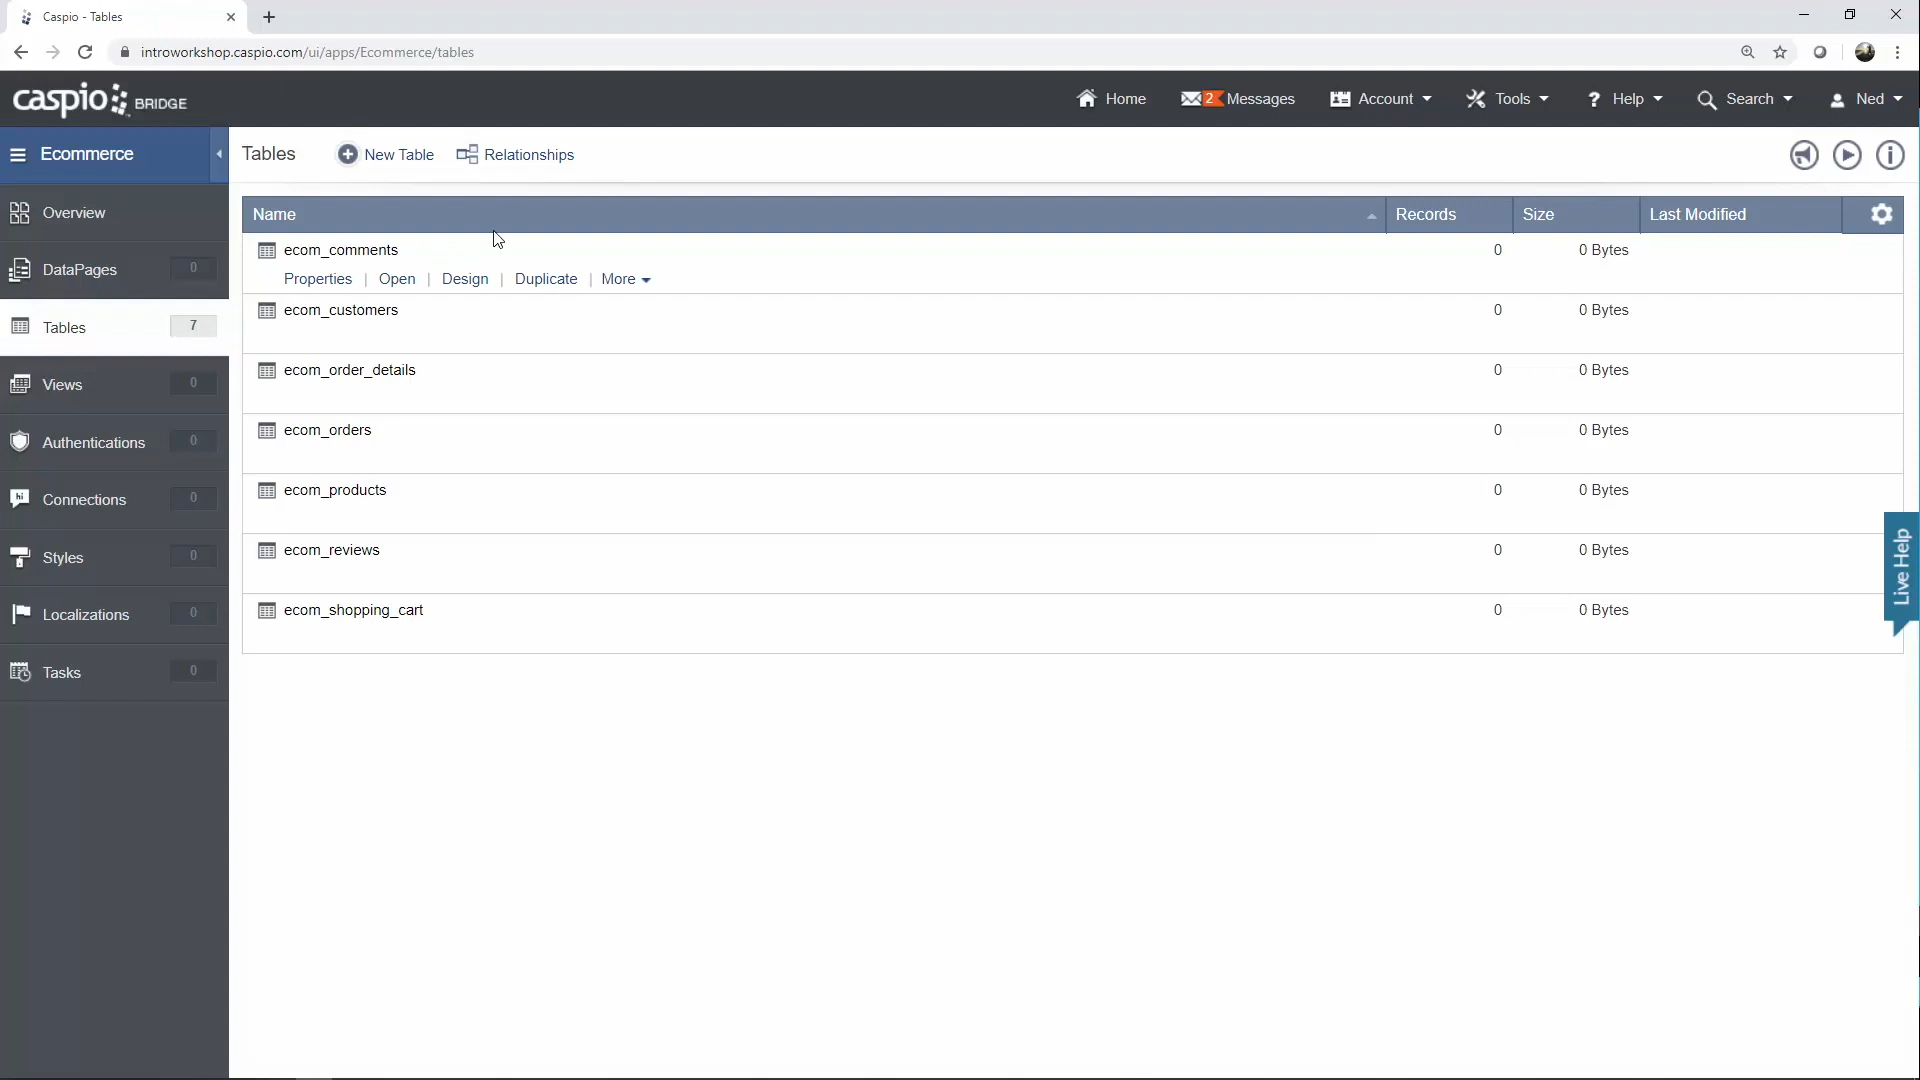 Caspio - Tables
introworkshop.caspio.com/ui/apps/Ecommerce/tables
caspio BRIDGE
Home
2 Messages
Account
Tools
? Help
Search
Ned
Ecommerce
Tables
New Table
Relationships
Overview
DataPages 0
Tables 7
Views 0
Authentications 0
hi Connections 0
Styles 0
Localizations 0
Tasks 0
Name Records Size Last Modified
ecom_comments 0 0 Bytes
Properties | Open | Design | Duplicate | More
ecom_customers 0 0 Bytes
ecom_order_details 0 0 Bytes
ecom_orders 0 0 Bytes
ecom_products 0 0 Bytes
ecom_reviews 0 0 Bytes
ecom_shopping_cart 0 0 Bytes
Live Help